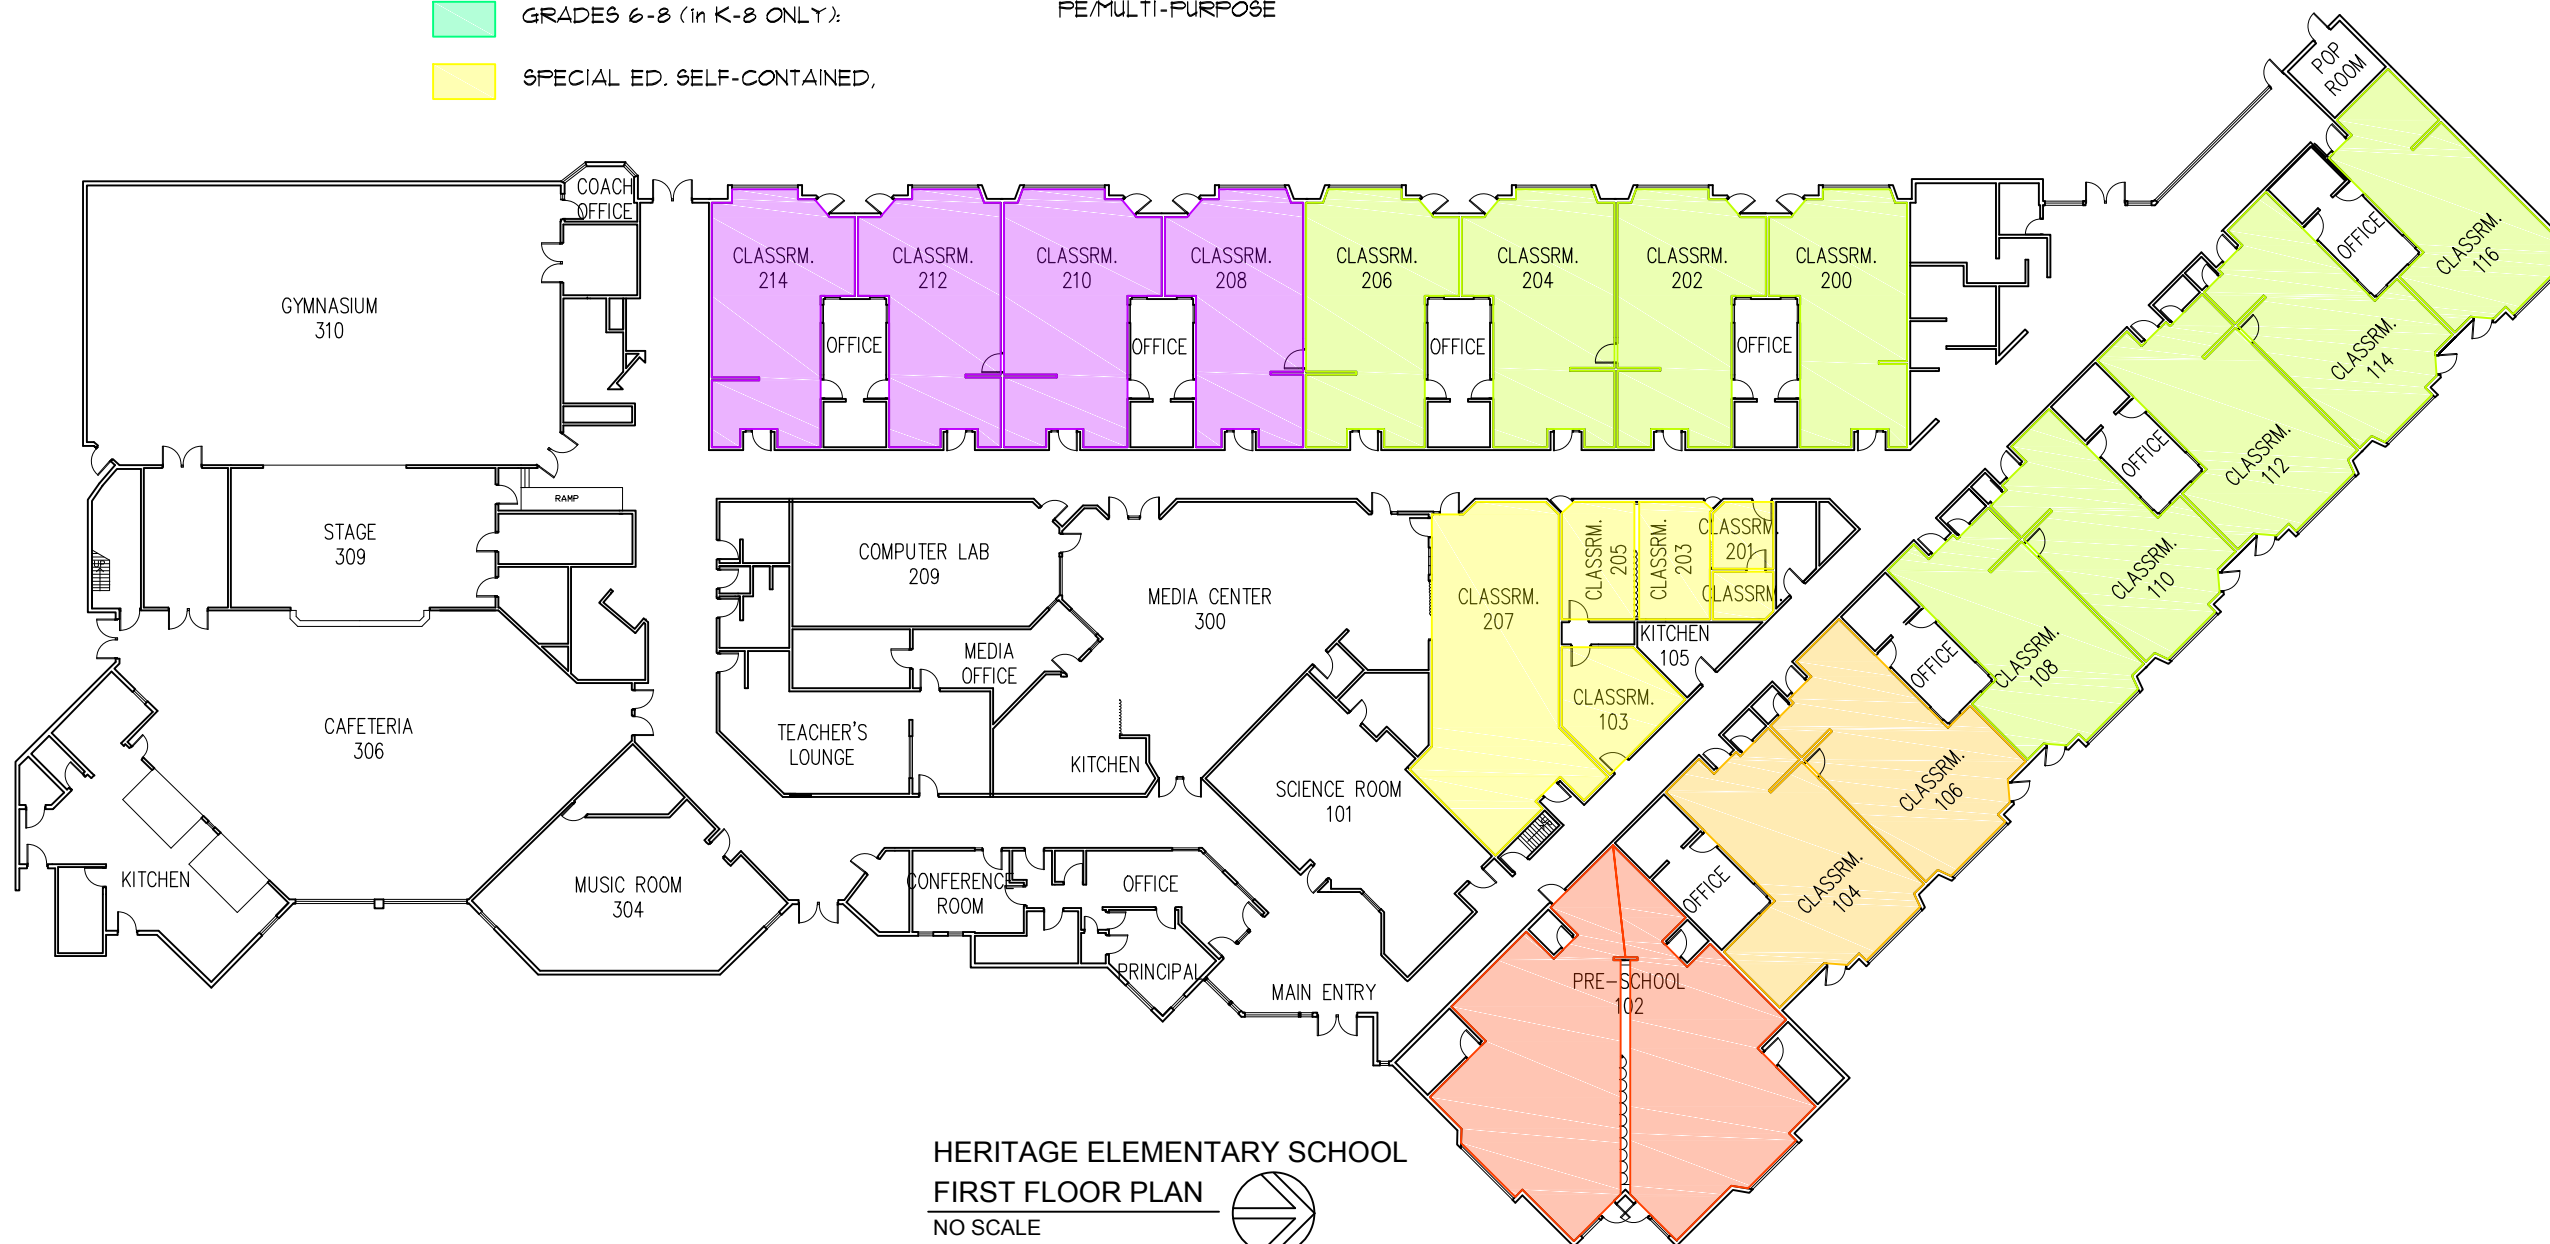 GRADES 6-8 (in K-8 ONLY):
PE/MULTI-PURPOSE
SPECIAL ED. SELF-CONTAINED,
POP
ROOM
COACH
OFFICE
GYMNASIUM
310
CLASSRM.
214
CLASSRM.
212
CLASSRM.
210
CLASSRM.
208
CLASSRM.
206
CLASSRM.
204
CLASSRM.
202
CLASSRM.
200
OFFICE
OFFICE
OFFICE
OFFICE
OFFICE
CLASSRM.
116
CLASSRM.
114
OFFICE
CLASSRM.
112
CLASSRM.
110
OFFICE
CLASSRM.
108
CLASSRM.
106
OFFICE
CLASSRM.
104
RAMP
STAGE
309
COMPUTER LAB
209
MEDIA CENTER
300
MEDIA
OFFICE
CLASSRM.
207
CLASSRM.
205
CLASSRM.
203
CLASSRM.
201
CLASSRM.
KITCHEN
105
CLASSRM.
103
CAFETERIA
306
TEACHER'S
LOUNGE
KITCHEN
SCIENCE ROOM
101
KITCHEN
MUSIC ROOM
304
CONFERENCE
ROOM
OFFICE
PRINCIPAL
MAIN ENTRY
PRE-SCHOOL
102
HERITAGE ELEMENTARY SCHOOL
FIRST FLOOR PLAN
NO SCALE